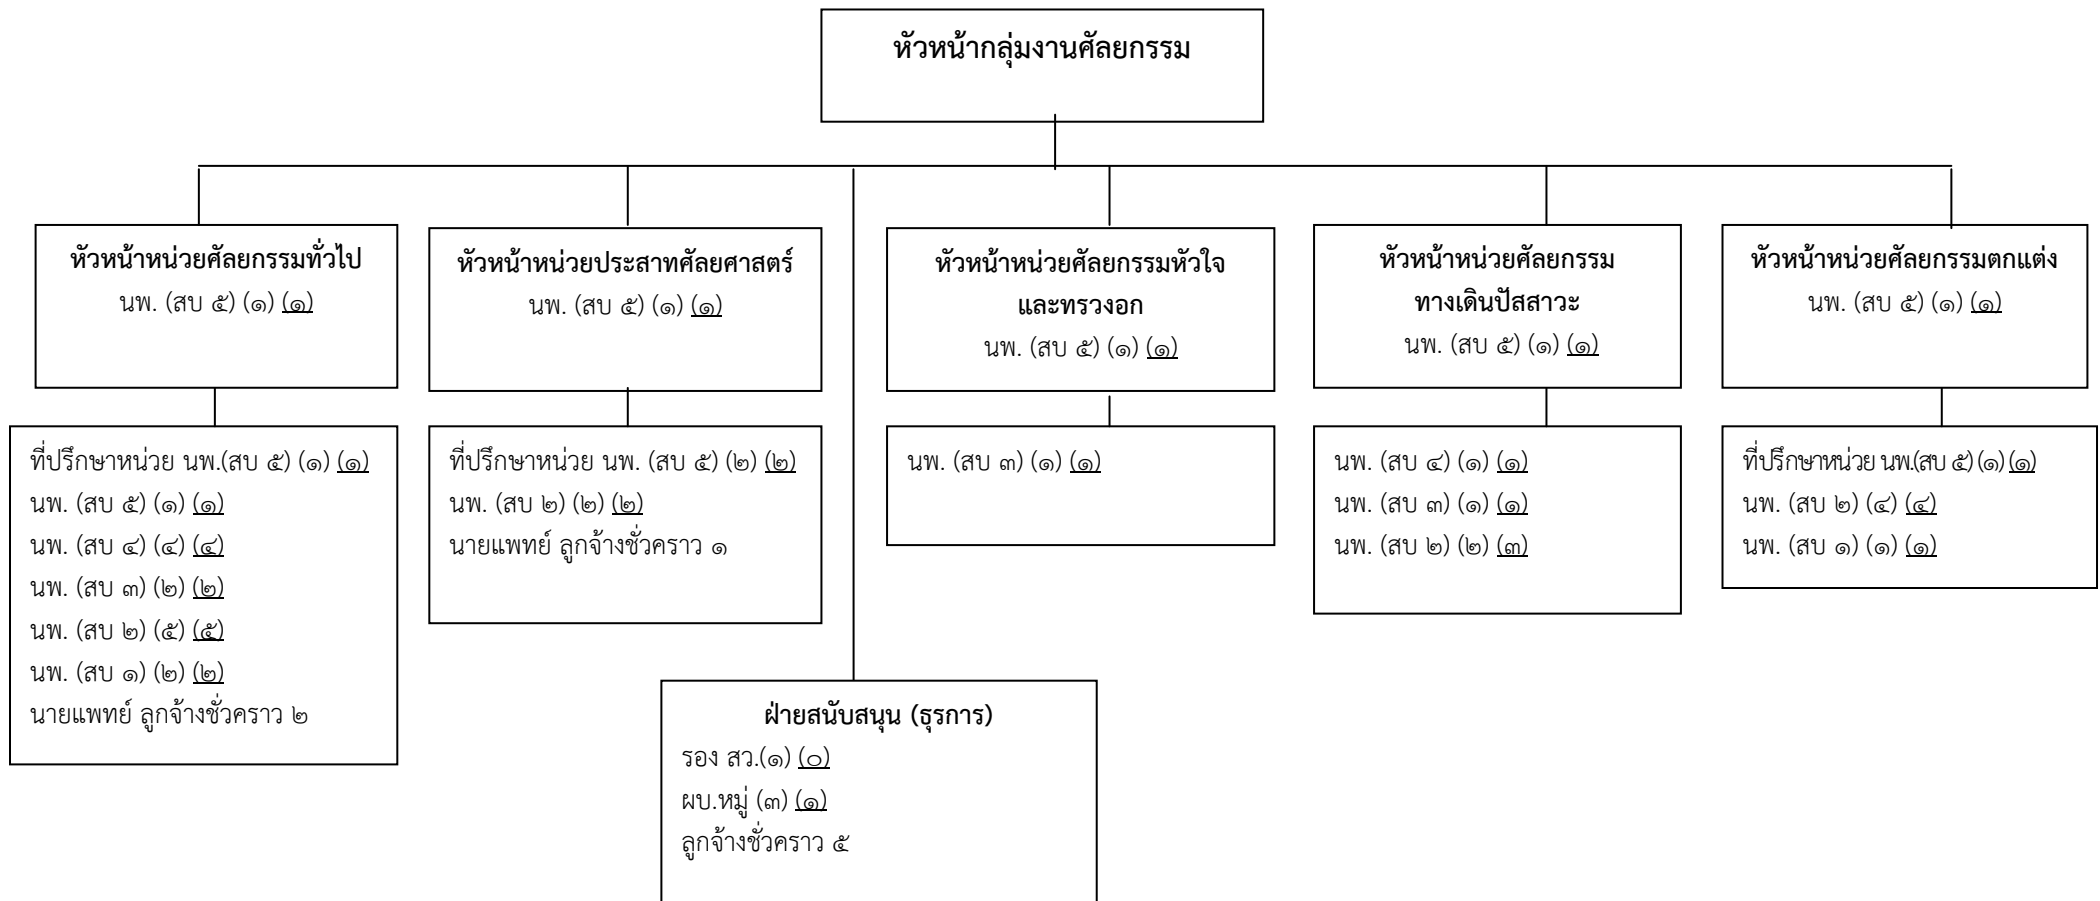 หัวหน้ากลุ่มงานศัลยกรรม
หัวหน้าหน่วยศัลยกรรมทั่วไป
นพ. (สบ ๕) (๑) (๑)
หัวหน้าหน่วยประสาทศัลยศาสตร์
นพ. (สบ ๕) (๑) (๑)
หัวหน้าหน่วยศัลยกรรมหัวใจ
และทรวงอก
นพ. (สบ ๕) (๑) (๑)
หัวหน้าหน่วยศัลยกรรม
ทางเดินปัสสาวะ
นพ. (สบ ๕) (๑) (๑)
หัวหน้าหน่วยศัลยกรรมตกแต่ง
นพ. (สบ ๕) (๑) (๑)
ที่ปรึกษาหน่วย นพ.(สบ ๕) (๑) (๑)
นพ. (สบ ๕) (๑) (๑)
นพ. (สบ ๔) (๔) (๔)
นพ. (สบ ๓) (๒) (๒)
นพ. (สบ ๒) (๕) (๕)
นพ. (สบ ๑) (๒) (๒)
นายแพทย์ ลูกจ้างชั่วคราว ๒
ที่ปรึกษาหน่วย นพ. (สบ ๕) (๒) (๒)
นพ. (สบ ๒) (๒) (๒)
นายแพทย์ ลูกจ้างชั่วคราว ๑
นพ. (สบ ๓) (๑) (๑)
นพ. (สบ ๔) (๑) (๑)
นพ. (สบ ๓) (๑) (๑)
นพ. (สบ ๒) (๒) (๓)
ที่ปรึกษาหน่วย นพ.(สบ ๕) (๑) (๑)
นพ. (สบ ๒) (๔) (๔)
นพ. (สบ ๑) (๑) (๑)
ฝ่ายสนับสนุน (ธุรการ)
รอง สว.(๑) (๐)
ผบ.หมู่ (๓) (๑)
ลูกจ้างชั่วคราว ๕